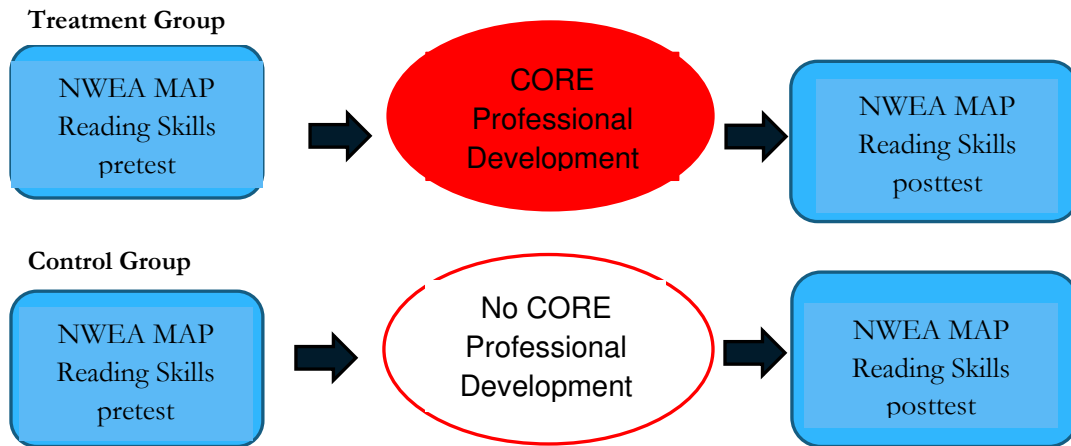 Treatment Group
NWEA MAP
Reading Skills
pretest
CORE
Professional
Development
NWEA MAP
Reading Skills
posttest
Control Group
NWEA MAP
Reading Skills
pretest
No CORE
Professional
Development
NWEA MAP
Reading Skills
posttest